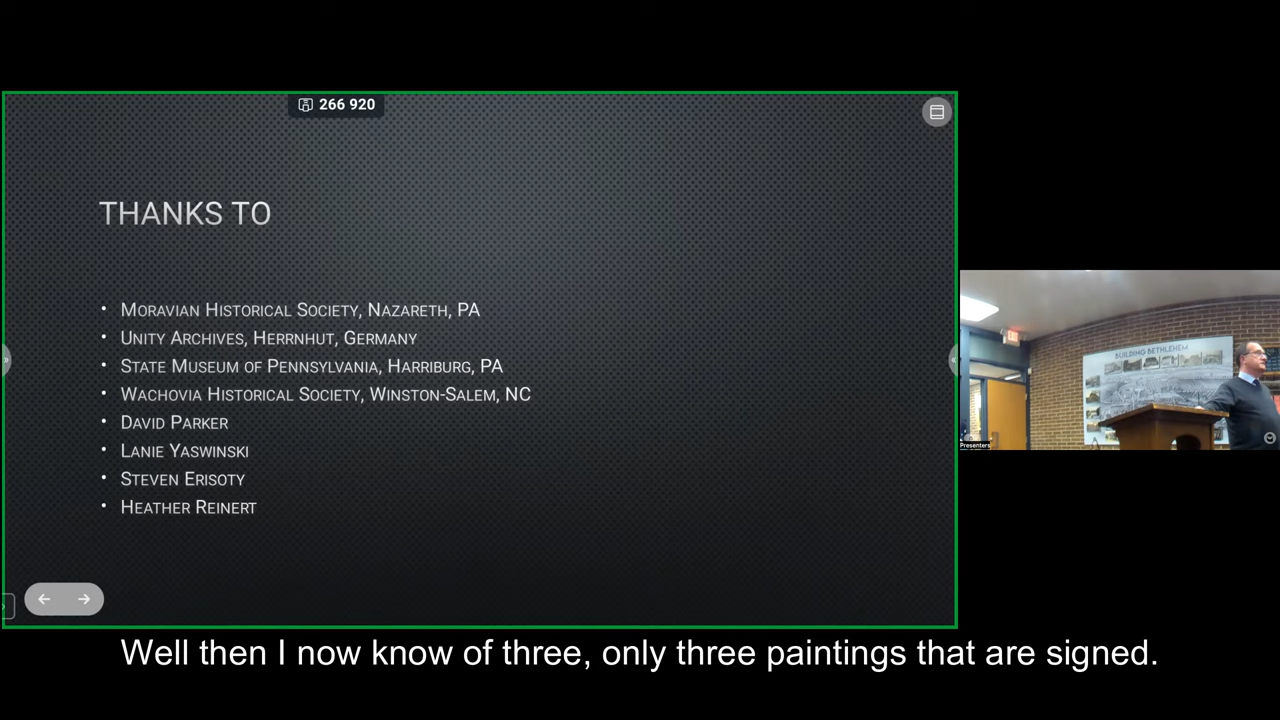 266 920
THANKS TO
• MORAVIAN HISTORICAL SOCIETY, NAZARETH, PA
• UNITY ARCHIVES, HERRNHUT, GERMANY
• STATE MUSEUM OF PENNSYLVANIA, HARRIBURG, PA
• WACHOVIA HISTORICAL SOCIETY, WINSTON-SALEM, NC
• DAVID PARKER
• LANIE YASWINSKI
• STEVEN ERISOTY
• HEATHER REINERT
EXIT
BUILDING BETHLEHEM
Presenters
Well then I now know of three, only three paintings that are signed.